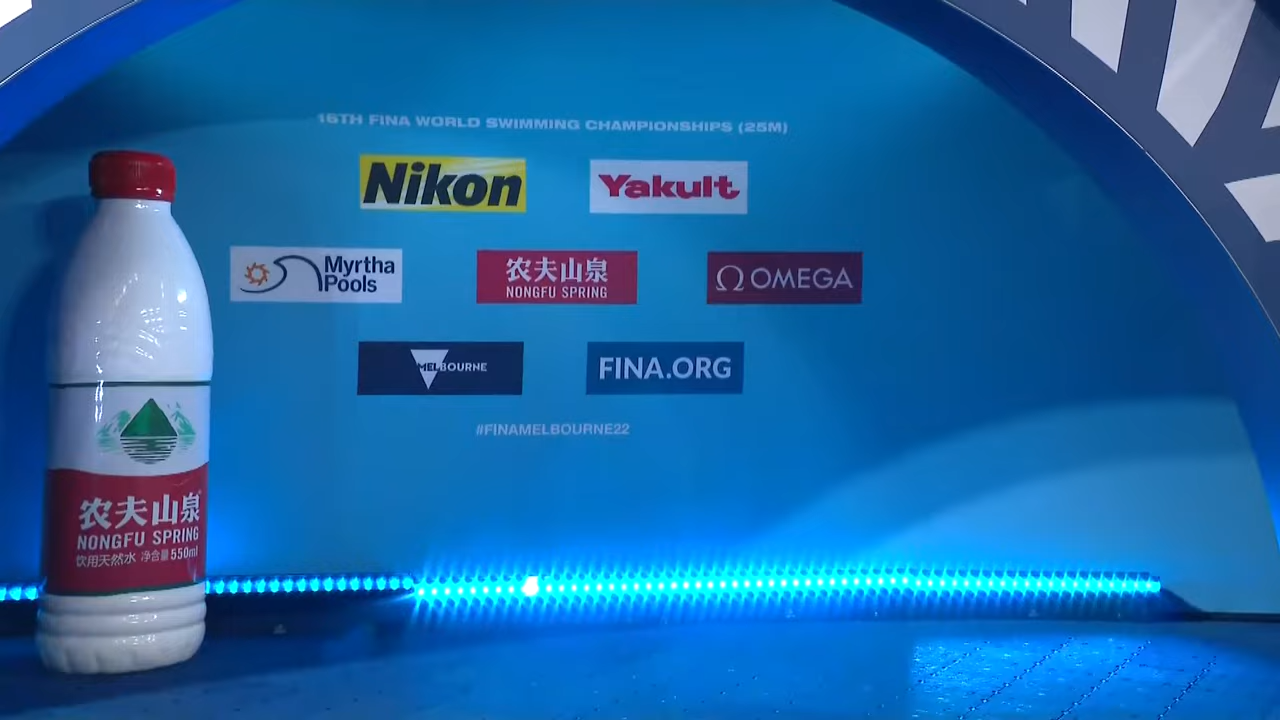 16TH FINA WORLD SWIMMING CHAMPIONSHIPS (25M)
Nikon
Yakult
Myrtha
Pools
农夫山泉
NONGFU SPRING
Ω OMEGA
MELBOURNE
FINA.ORG
#FINAMELBOURNE22
农夫山泉
NONGFU SPRING
饮用天然水 净含量550ml